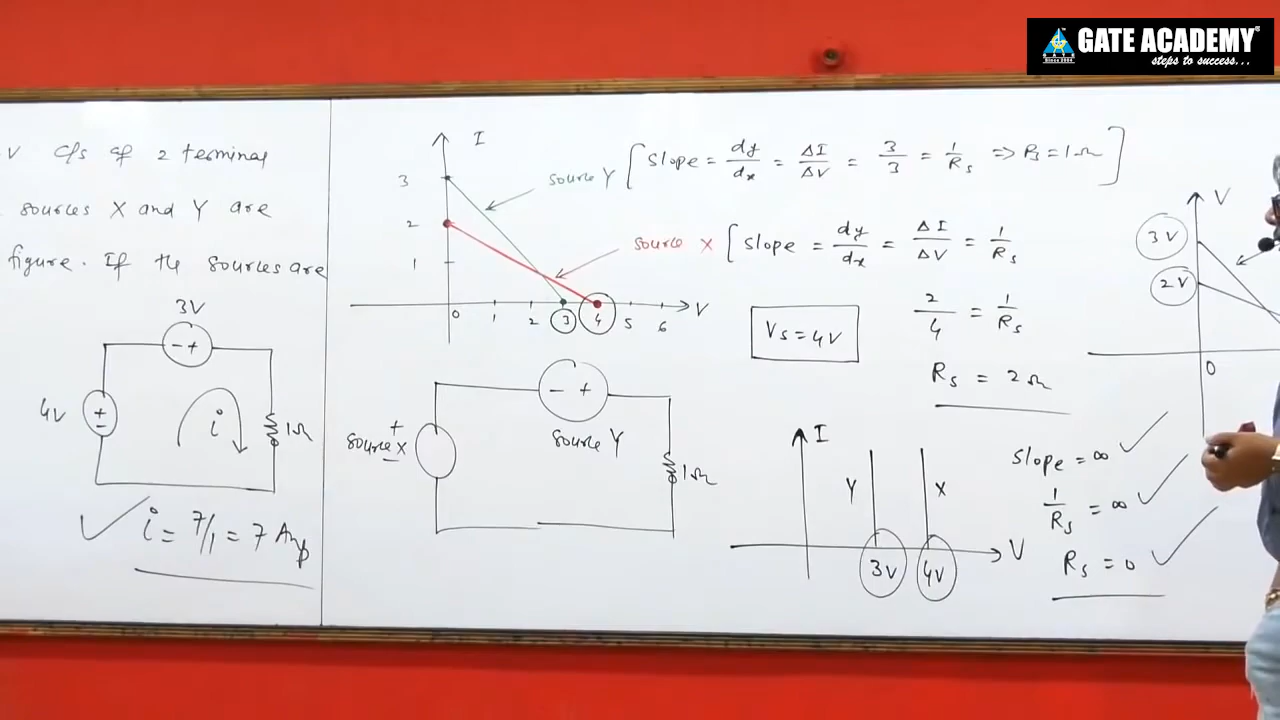 GATE ACADEMY
steps to success...
GATE
Since 2004
V C/s of 2 terminal
sources X and Y are
figure. If the sources are
3V
- +
4V
+
-
i
1Ω
i = 7/1 = 7 Amp
I
3
2
1
0
1
2
3
4
5
6
V
source Y [ Slope = dy/dx = ΔI/ΔV = 3/3 = 1/Rs ⇒ Rs = 1Ω ]
source X [ Slope = dy/dx = ΔI/ΔV = 1/Rs
2/4 = 1/Rs
Rs = 2Ω
Vs = 4V
source X
+
-
- +
source Y
1Ω
I
Y
X
3V
4V
V
Slope = ∞
1/Rs = ∞
Rs = 0
V
3V
2V
0